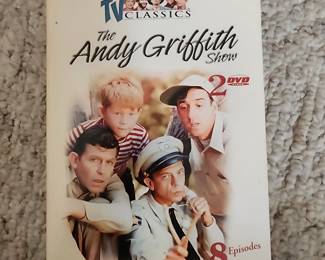 TV
CLASSICS
The
Andy Griffith
Show
2 DVD
8 Episodes